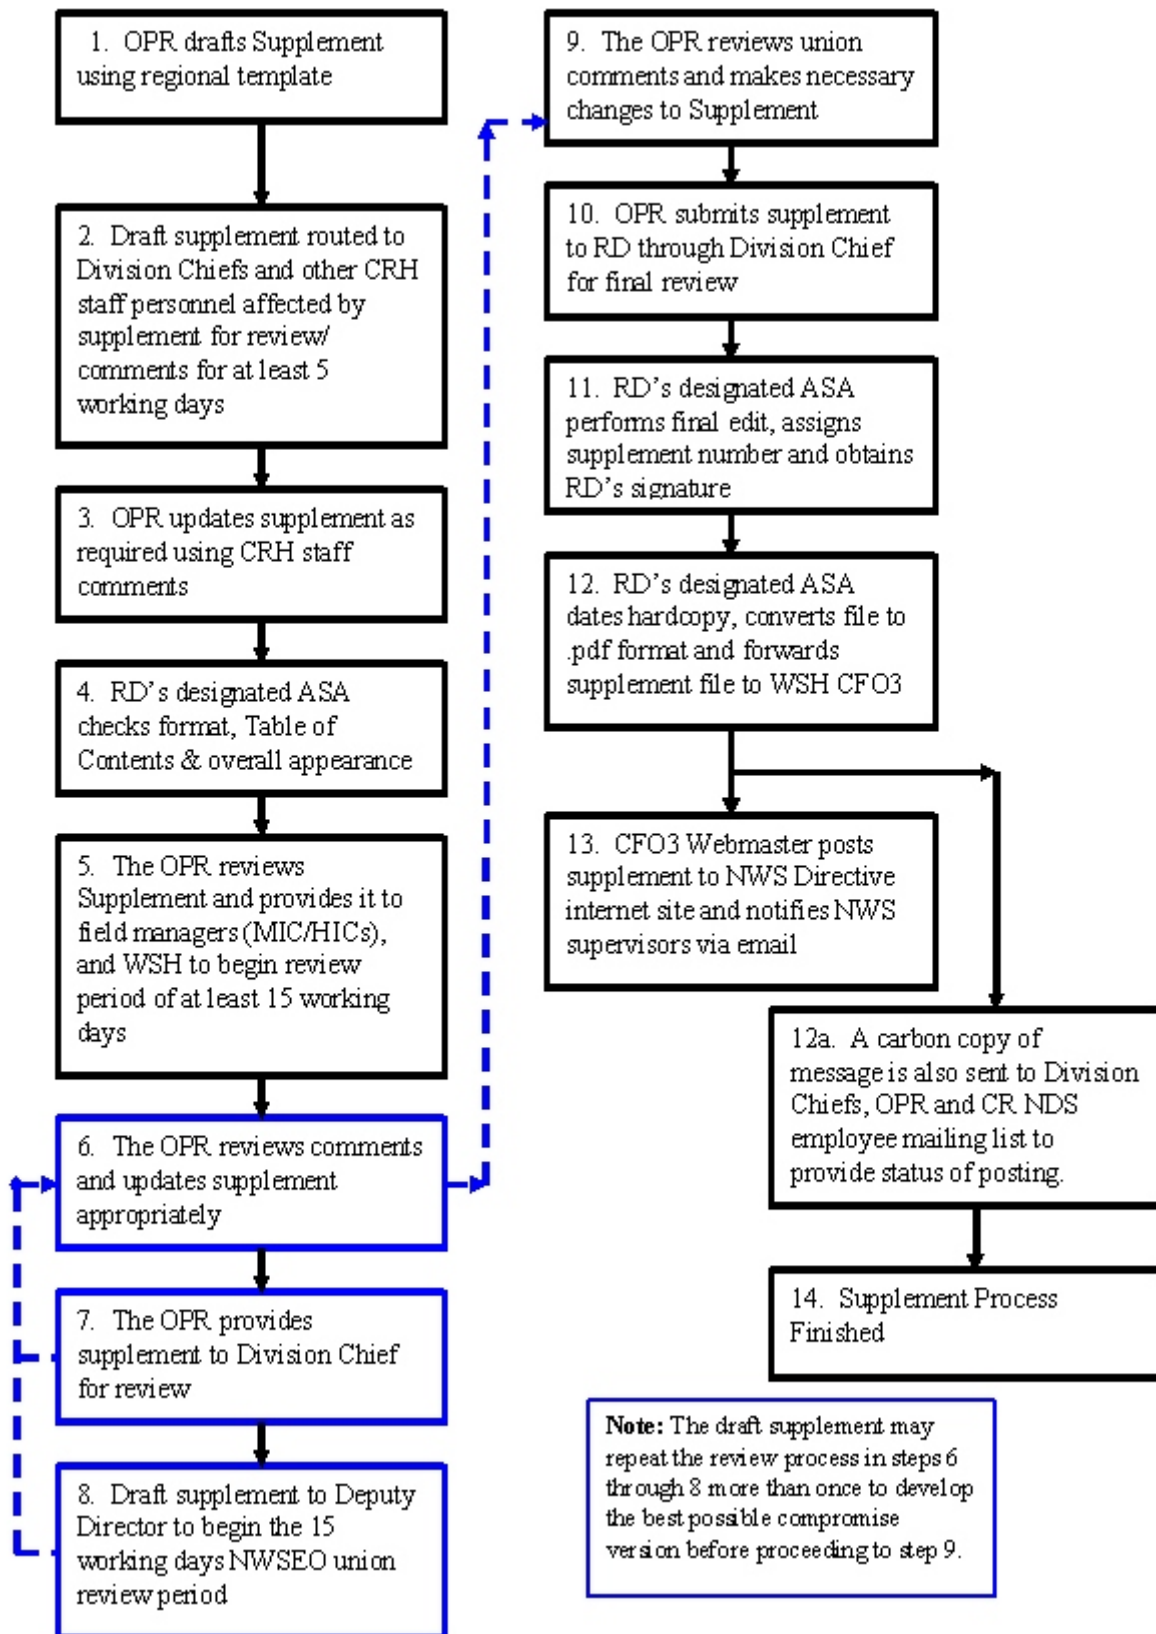 1. OPR drafts Supplement
using regional template
2. Draft supplement routed to
Division Chiefs and other CRH
staff personnel affected by
supplement for review/
comments for at least 5
working days
3. OPR updates supplement as
required using CRH staff
comments
4. RD's designated ASA
checks format, Table of
Contents & overall appearance
5. The OPR reviews
Supplement and provides it to
field managers (MIC/HICs),
and WSH to begin review
period of at least 15 working
days
6. The OPR reviews comments
and updates supplement
appropriately
7. The OPR provides
supplement to Division Chief
for review
8. Draft supplement to Deputy
Director to begin the 15
working days NWSEO union
review period
9. The OPR reviews union
comments and makes necessary
changes to Supplement
10. OPR submits supplement
to RD through Division Chief
for final review
11. RD's designated ASA
performs final edit, assigns
supplement number and obtains
RD's signature
12. RD's designated ASA
dates hardcopy, converts file to
.pdf format and forwards
supplement file to WSH CFO3
13. CFO3 Webmaster posts
supplement to NWS Directive
internet site and notifies NWS
supervisors via email
12a. A carbon copy of
message is also sent to Division
Chiefs, OPR and CR NDS
employee mailing list to
provide status of posting.
14. Supplement Process
Finished
Note: The draft supplement may
repeat the review process in steps 6
through 8 more than once to develop
the best possible compromise
version before proceeding to step 9.